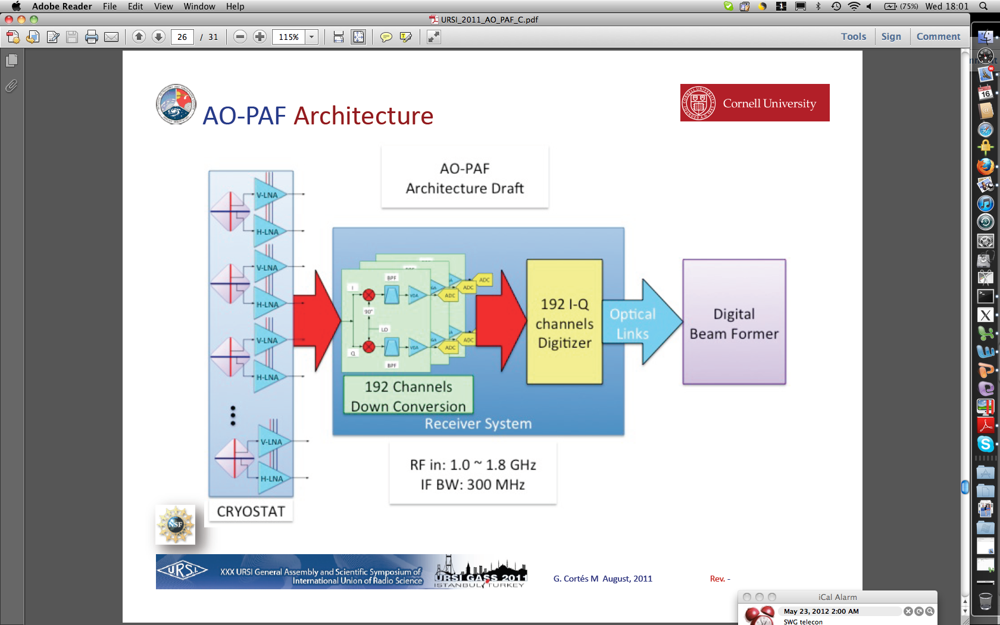 Adobe Reader File Edit View Window Help
1
(75%) Wed 18:01
URSI_2011_AO_PAF_C.pdf
26 / 31
115%
Tools Sign Comment
AO-PAF Architecture
Cornell University
AO-PAF
Architecture Draft
V-LNA
H-LNA
V-LNA
H-LNA
V-LNA
H-LNA
V-LNA
H-LNA
CRYOSTAT
I
BPF
VGA
ADC
ADC
ADC
90°
LO
Q
BPF
VGA
ADC
ADC
192 Channels
Down Conversion
Receiver System
192 I-Q
channels
Digitizer
Optical
Links
Digital
Beam Former
RF in: 1.0 ~ 1.8 GHz
IF BW: 300 MHz
NSF
U.R.S.I.
XXX URSI General Assembly and Scientific Symposium of
International Union of Radio Science
URSI GASS 2011
ISTANBUL, TURKEY
G. Cortés M August, 2011
Rev. -
iCal Alarm
May 23, 2012 2:00 AM
SWG telecon